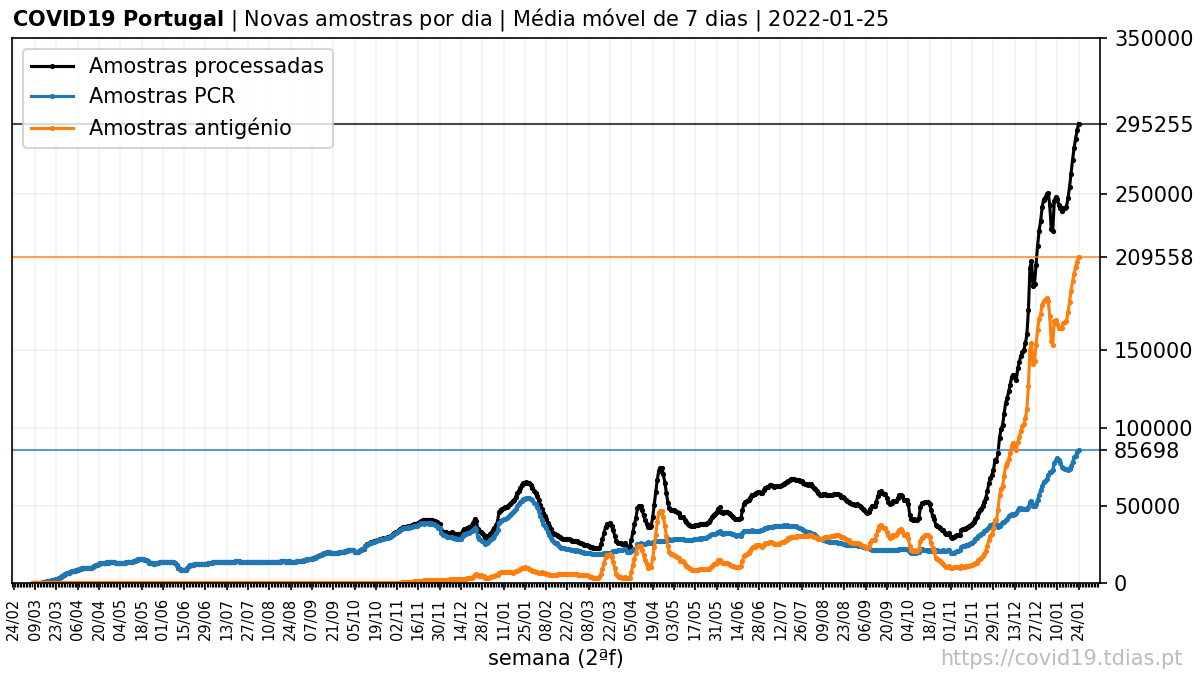 COVID19 Portugal | Novas amostras por dia | Média móvel de 7 dias | 2022-01-25
Amostras processadas
Amostras PCR
Amostras antigénio
350000
295255
250000
209558
150000
100000
85698
50000
0
24/02 09/03 23/03 06/04 20/04 04/05 18/05 01/06 15/06 29/06 13/07 27/07 10/08 24/08 07/09 21/09 05/10 19/10 02/11 16/11 30/11 14/12 28/12 11/01 25/01 08/02 22/02 08/03 22/03 05/04 19/04 03/05 17/05 31/05 14/06 28/06 12/07 26/07 09/08 23/08 06/09 20/09 04/10 18/10 01/11 15/11 29/11 13/12 27/12 10/01 24/01
semana (2ªf)
https://covid19.tdias.pt